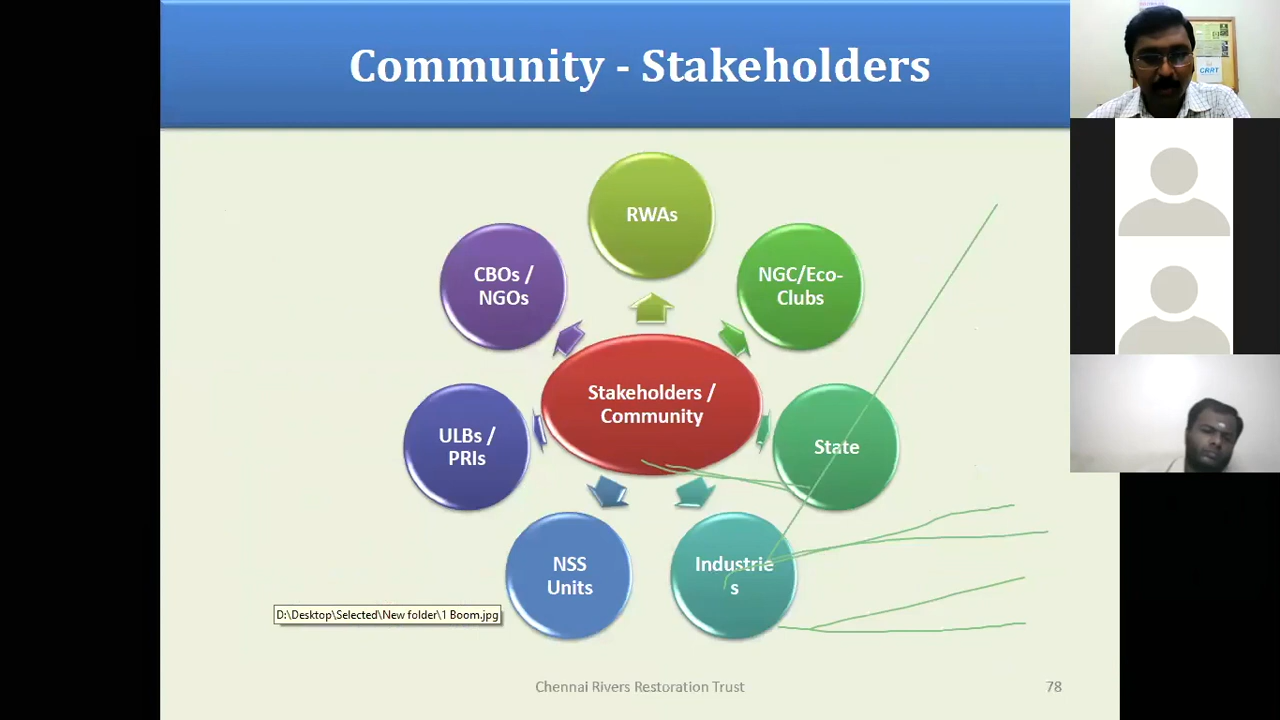 Community - Stakeholders
CRRT
RWAs
CBOs /
NGOs
NGC/Eco-
Clubs
Stakeholders /
Community
ULBs /
PRIs
State
NSS
Units
Industrie
s
D:\Desktop\Selected\New folder\1 Boom.jpg
Chennai Rivers Restoration Trust
78